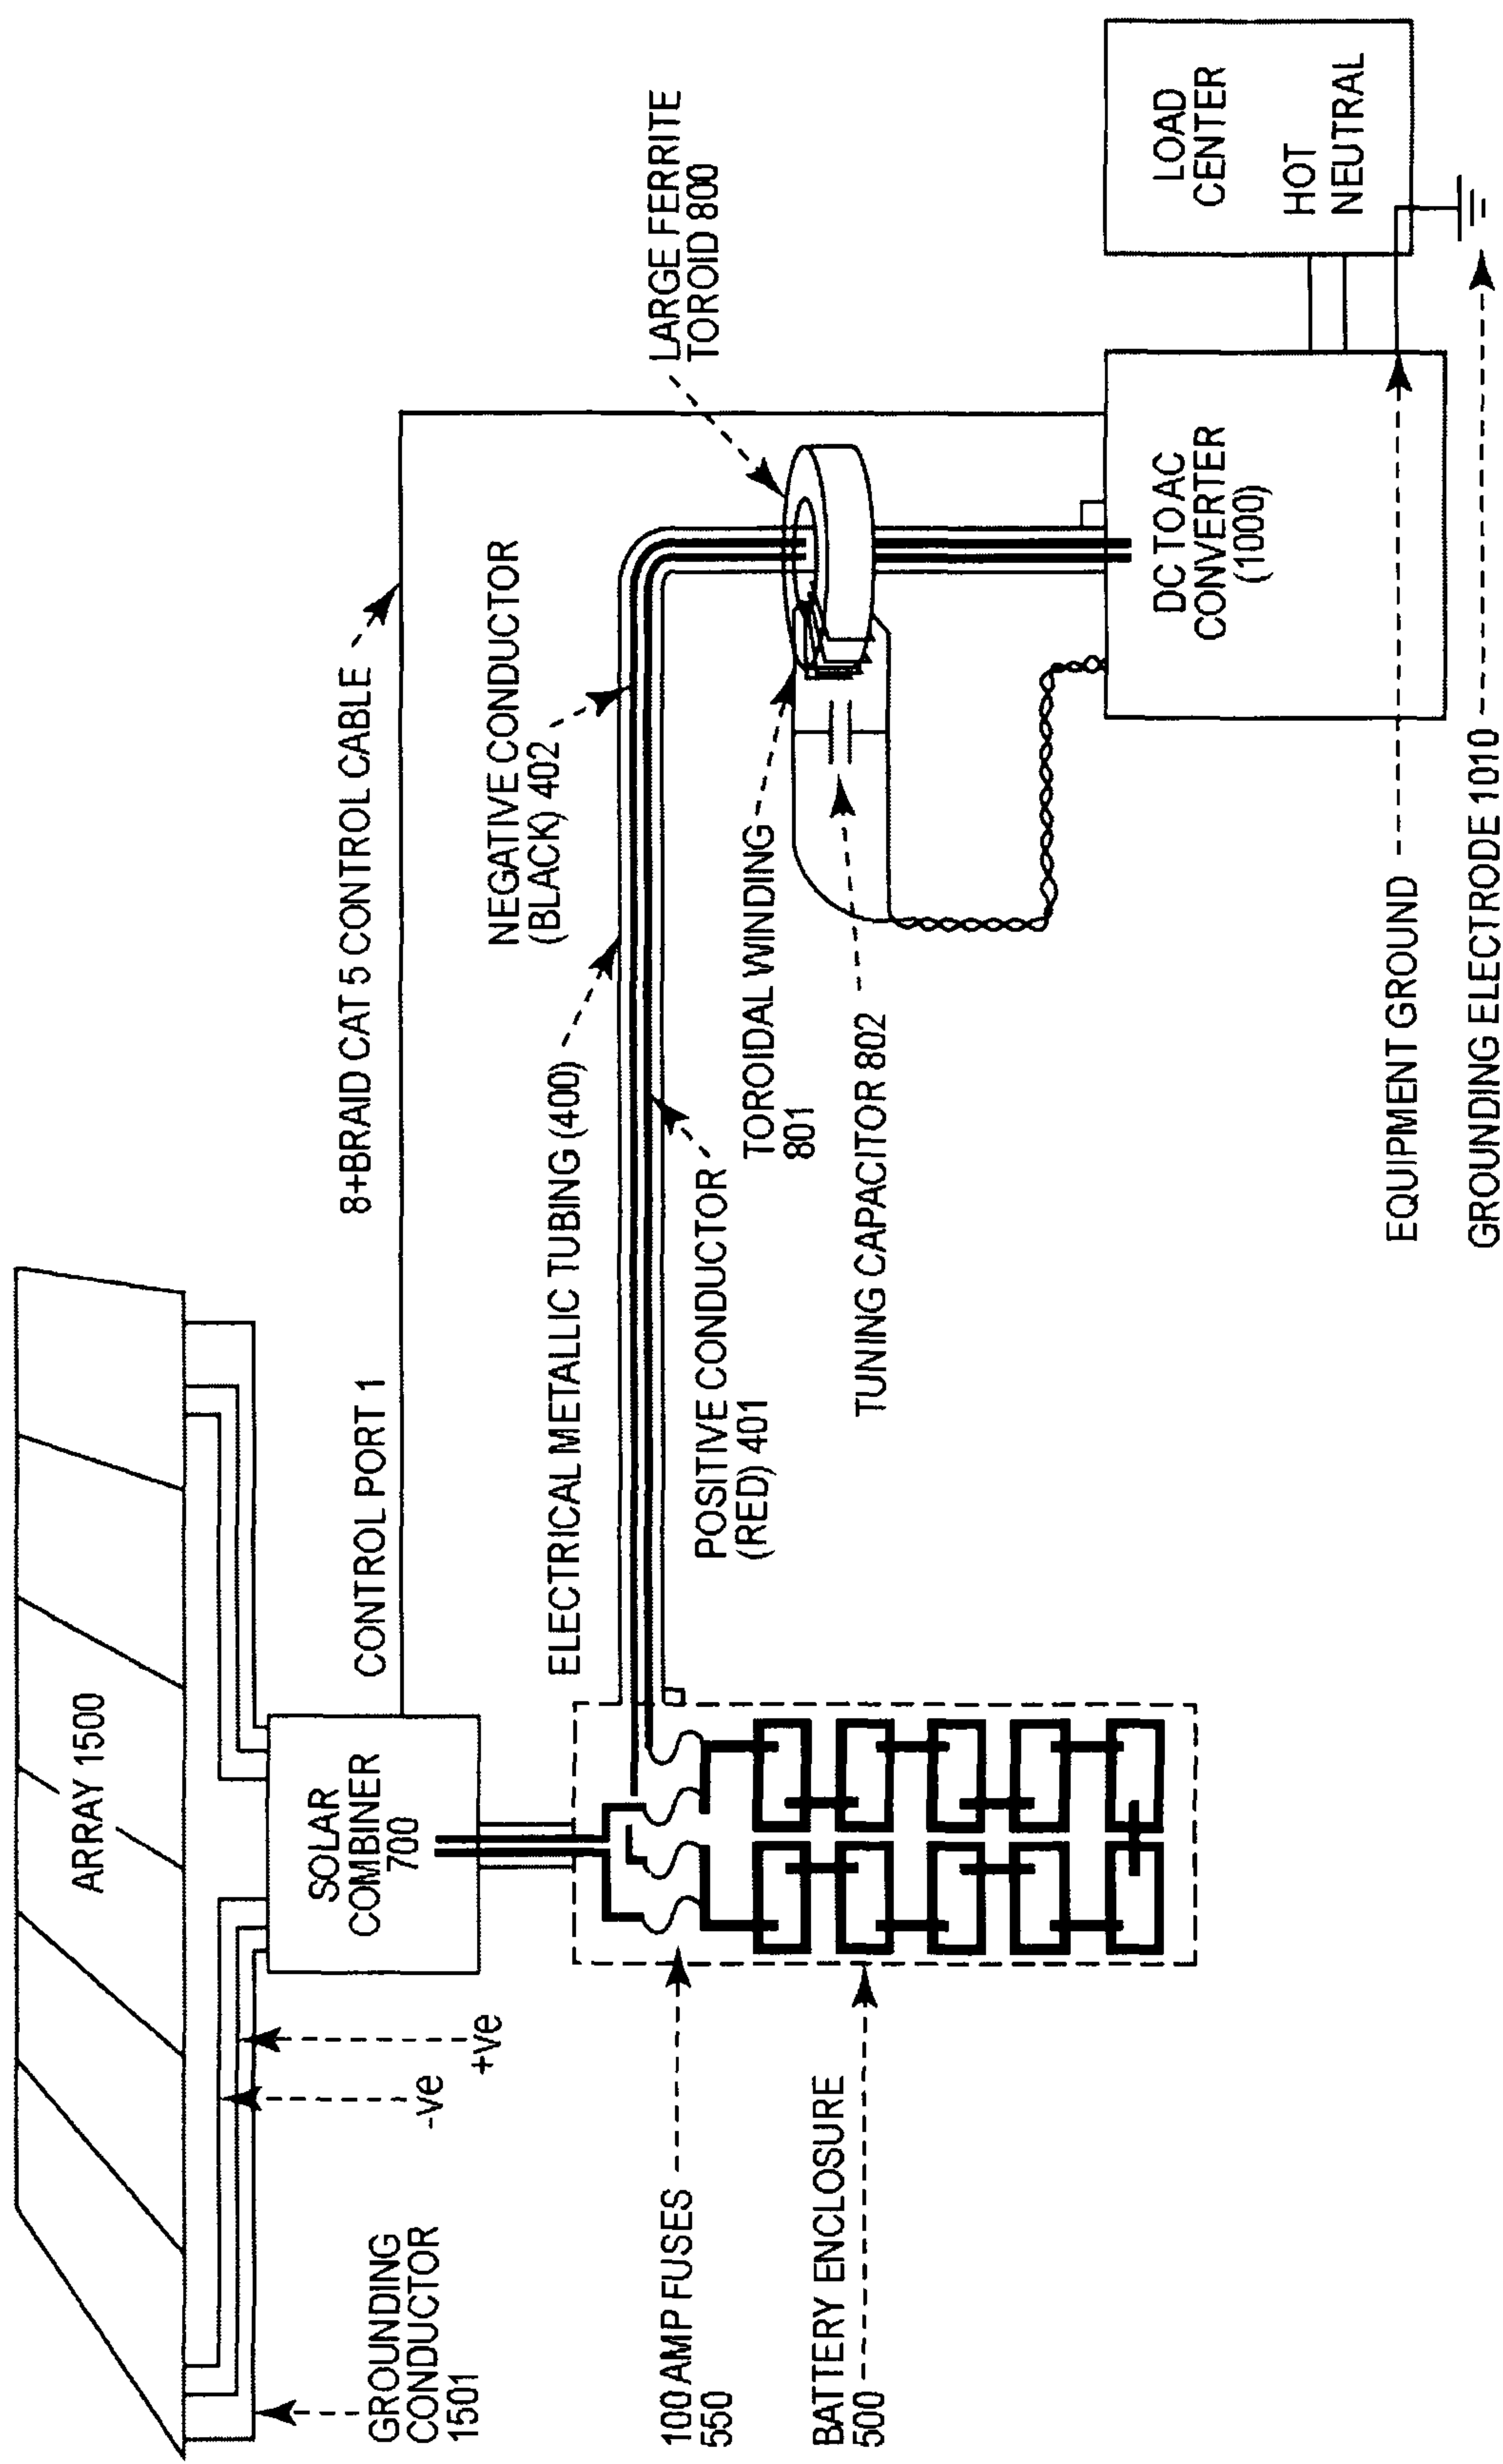 ARRAY 1500
GROUNDING
CONDUCTOR
1501
-ve
+ve
SOLAR
COMBINER
700
CONTROL PORT 1
8+BRAID CAT 5 CONTROL CABLE
100 AMP FUSES
550
BATTERY ENCLOSURE
500
ELECTRICAL METALLIC TUBING (400)
NEGATIVE CONDUCTOR
(BLACK) 402
POSITIVE CONDUCTOR
(RED) 401
LARGE FERRITE
TOROID 800
TOROIDAL WINDING
801
TUNING CAPACITOR 802
DC TO AC
CONVERTER
(1000)
LOAD
CENTER
HOT
NEUTRAL
EQUIPMENT GROUND
GROUNDING ELECTRODE 1010